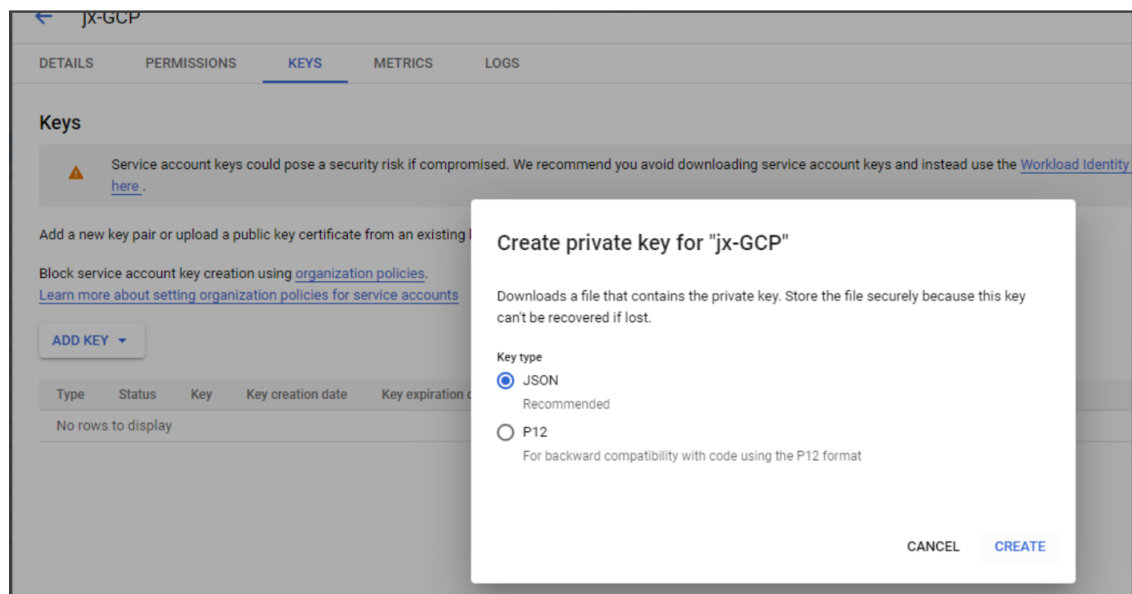 jx-GCP
DETAILS PERMISSIONS KEYS METRICS LOGS
Keys
Service account keys could pose a security risk if compromised. We recommend you avoid downloading service account keys and instead use the Workload Identity
here .
Add a new key pair or upload a public key certificate from an existing
Block service account key creation using organization policies.
Learn more about setting organization policies for service accounts
ADD KEY
Type Status Key Key creation date Key expiration
No rows to display
Create private key for "jx-GCP"
Downloads a file that contains the private key. Store the file securely because this key
can't be recovered if lost.
Key type
JSON
Recommended
P12
For backward compatibility with code using the P12 format
CANCEL CREATE